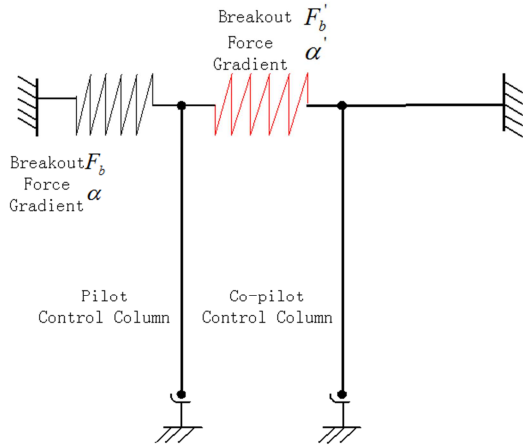 Breakout F_b'
Force α'
Gradient
Breakout F_b
Force
Gradient α
Pilot
Control Column
Co-pilot
Control Column